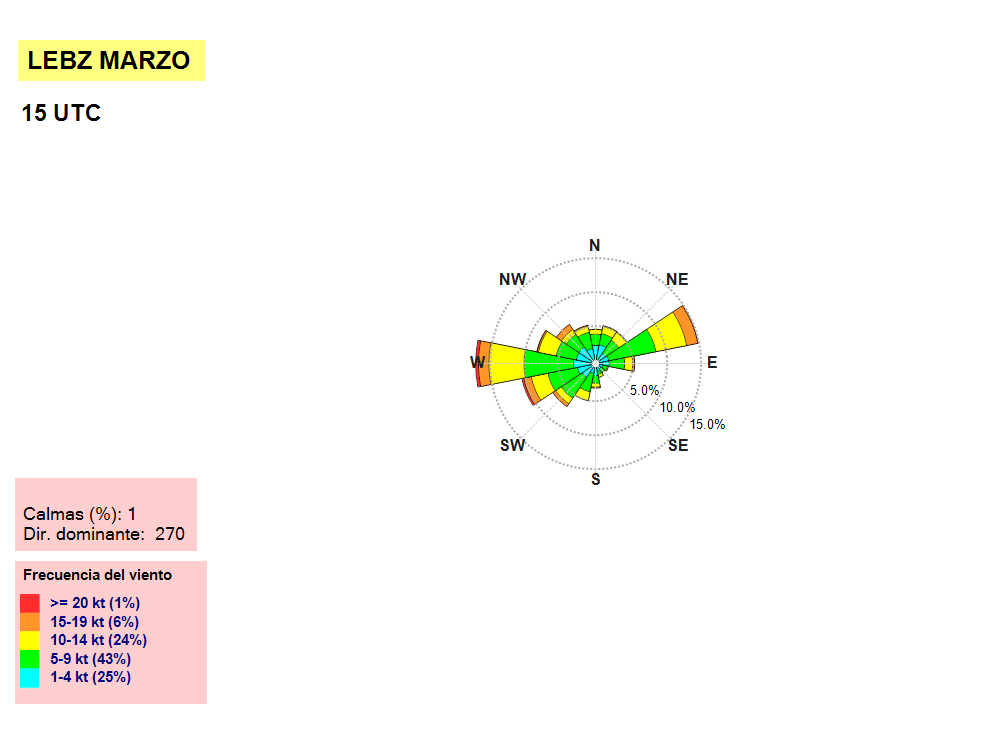 LEBZ MARZO
15 UTC
N
NW
NE
W
E
5.0%
10.0%
15.0%
SW
SE
S
Calmas (%): 1
Dir. dominante: 270
Frecuencia del viento
>= 20 kt (1%)
15-19 kt (6%)
10-14 kt (24%)
5-9 kt (43%)
1-4 kt (25%)